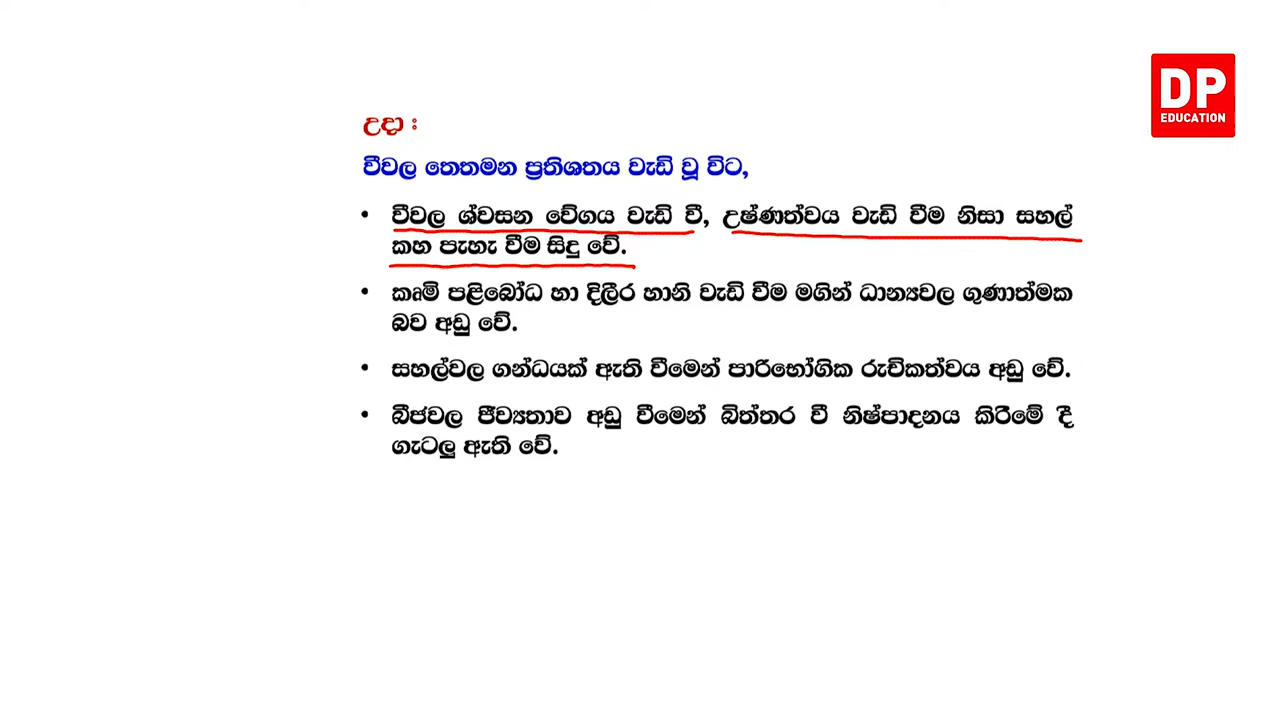 DP
EDUCATION
උදා :
වීවල තෙතමන ප්‍රතිශතය වැඩි වූ විට,
• වීවල ශ්වසන වේගය වැඩි වී, උෂ්ණත්වය වැඩි වීම නිසා සහල්
කහ පැහැ වීම සිදු වේ.
• කෘමි පළිබෝධ හා දිලීර හානි වැඩි වීම මගින් ධාන්‍යවල ගුණාත්මක
බව අඩු වේ.
• සහල්වල ගන්ධයක් ඇති වීමෙන් පාරිභෝගික රුචිකත්වය අඩු වේ.
• බීජවල ජීව්‍යතාව අඩු වීමෙන් බිත්තර වී නිෂ්පාදනය කිරීමේ දී
ගැටලු ඇති වේ.